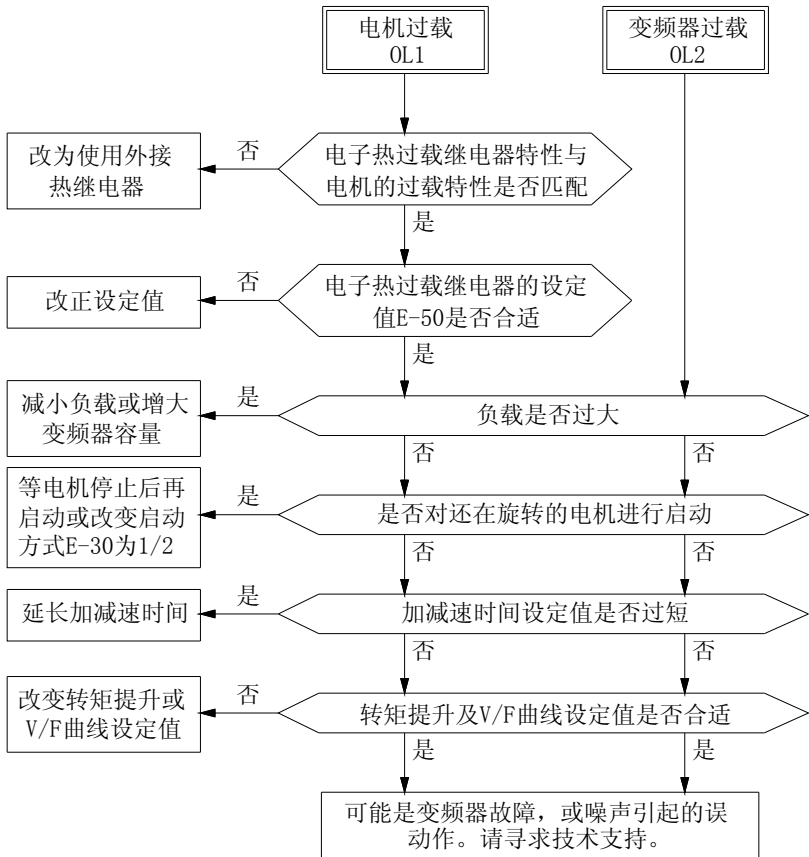 电机过载
OL1
变频器过载
OL2
改为使用外接
热继电器
否
电子热过载继电器特性与
电机的过载特性是否匹配
是
改正设定值
否
电子热过载继电器的设定
值E-50是否合适
是
减小负载或增大
变频器容量
是
负载是否过大
否
否
等电机停止后再
启动或改变启动
方式E-30为1/2
是
是否对还在旋转的电机进行启动
否
否
延长加减速时间
是
加减速时间设定值是否过短
否
否
改变转矩提升或
V/F曲线设定值
否
转矩提升及V/F曲线设定值是否合适
是
是
可能是变频器故障，或噪声引起的误
动作。请寻求技术支持。